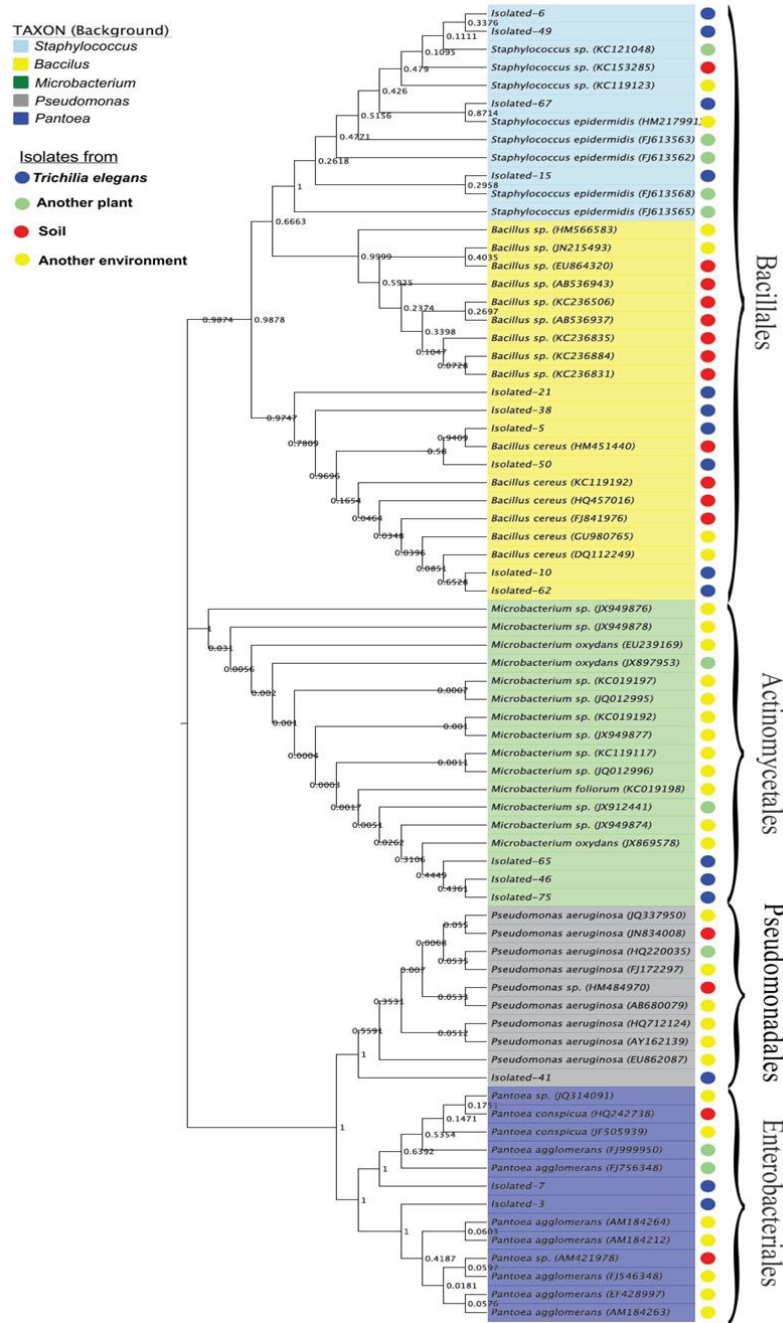 TAXON (Background)
Staphylococcus
Baccilus
Microbacterium
Pseudomonas
Pantoea
Isolates from
Trichilia elegans
Another plant
Soil
Another environment
Isolated-6
0.3376
Isolated-49
0.1111
Staphylococcus sp. (KC121048)
0.1095
Staphylococcus sp. (KC153285)
0.479
Staphylococcus sp. (KC119123)
0.426
Isolated-67
0.8714
0.5156
Staphylococcus epidermidis (HM217991)
0.4771
Staphylococcus epidermidis (FJ613563)
0.2618
Staphylococcus epidermidis (FJ613562)
Isolated-15
1
0.2958
Staphylococcus epidermidis (FJ613568)
Staphylococcus epidermidis (FJ613565)
0.6663
Bacillus sp. (HM566583)
Bacillus sp. (JN215493)
0.9999
0.4035
Bacillus sp. (EU864320)
0.5925
Bacillus sp. (AB536943)
0.2374
Bacillus sp. (KC236506)
0.2697
Bacillus sp. (AB536937)
0.9874
0.9878
0.3398
Bacillus sp. (KC236835)
0.1047
Bacillus sp. (KC236884)
0.0728
Bacillus sp. (KC236831)
Isolated-21
0.9747
Isolated-38
Isolated-5
0.7809
0.9409
Bacillus cereus (HM451440)
0.58
Isolated-50
0.9696
Bacillus cereus (KC119192)
0.1654
Bacillus cereus (HQ457016)
0.0464
Bacillus cereus (FJ841976)
0.0348
Bacillus cereus (GU980765)
0.0396
Bacillus cereus (DQ112249)
0.0851
Isolated-10
0.6528
Isolated-62
Bacillales
Microbacterium sp. (JX949876)
1
Microbacterium sp. (JX949878)
0.031
Microbacterium oxydans (EU239169)
0.0056
Microbacterium oxydans (JX897953)
0.002
Microbacterium sp. (KC019197)
0.0007
Microbacterium sp. (JQ012995)
0.001
Microbacterium sp. (KC019192)
0.001
Microbacterium sp. (JX949877)
0.0004
Microbacterium sp. (KC119117)
0.0011
Microbacterium sp. (JQ012996)
0.0003
Microbacterium foliorum (KC019198)
0.0017
Microbacterium sp. (JX912441)
0.0051
Microbacterium sp. (JX949874)
0.0262
Microbacterium oxydans (JX869578)
0.3106
Isolated-65
0.4449
Isolated-46
0.4361
Isolated-75
Actinomycetales
Pseudomonas aeruginosa (JQ337950)
0.055
Pseudomonas aeruginosa (JN834008)
0.0068
Pseudomonas aeruginosa (HQ220035)
0.0535
0.007
Pseudomonas aeruginosa (FJ172297)
Pseudomonas sp. (HM484970)
0.0533
0.3531
Pseudomonas aeruginosa (AB680079)
Pseudomonas aeruginosa (HQ712124)
0.0512
0.5591
Pseudomonas aeruginosa (AY162139)
Pseudomonas aeruginosa (EU862087)
1
Isolated-41
Pseudomonadales
Pantoea sp. (JQ314091)
Pantoea conspicua (HQ242738)
0.1471
1
Pantoea conspicua (JF505939)
0.5354
Pantoea agglomerans (FJ999950)
0.6392
Pantoea agglomerans (FJ756348)
1
Isolated-7
1
Isolated-3
1
Pantoea agglomerans (AM184264)
0.0603
Pantoea agglomerans (AM184212)
0.4187
Pantoea sp. (AM421978)
0.0597
Pantoea agglomerans (FJ546348)
0.0181
Pantoea agglomerans (EF428997)
0.0576
Pantoea agglomerans (AM184263)
Enterobacteriales